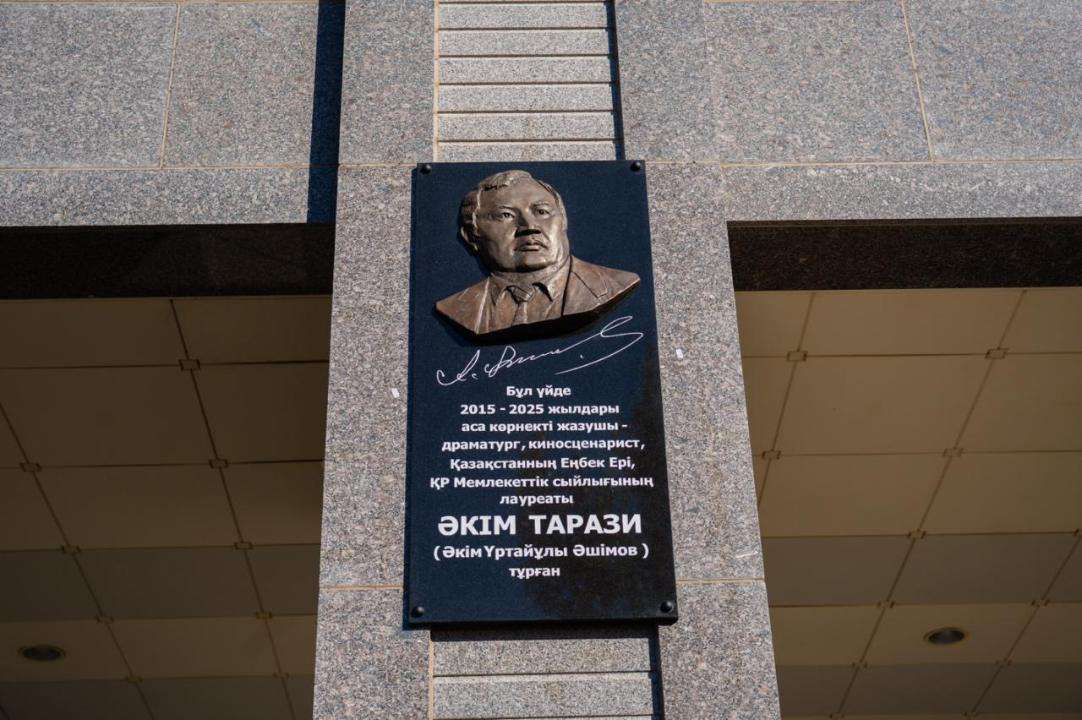 Бұл үйде
2015 - 2025 жылдары
аса көрнекті жазушы -
драматург, киносценарист,
Қазақстанның Еңбек Ері,
ҚР Мемлекеттік сыйлығының
лауреаты
ӘКІМ ТАРАЗИ
( Әкім Үртайұлы Әшімов )
тұрған